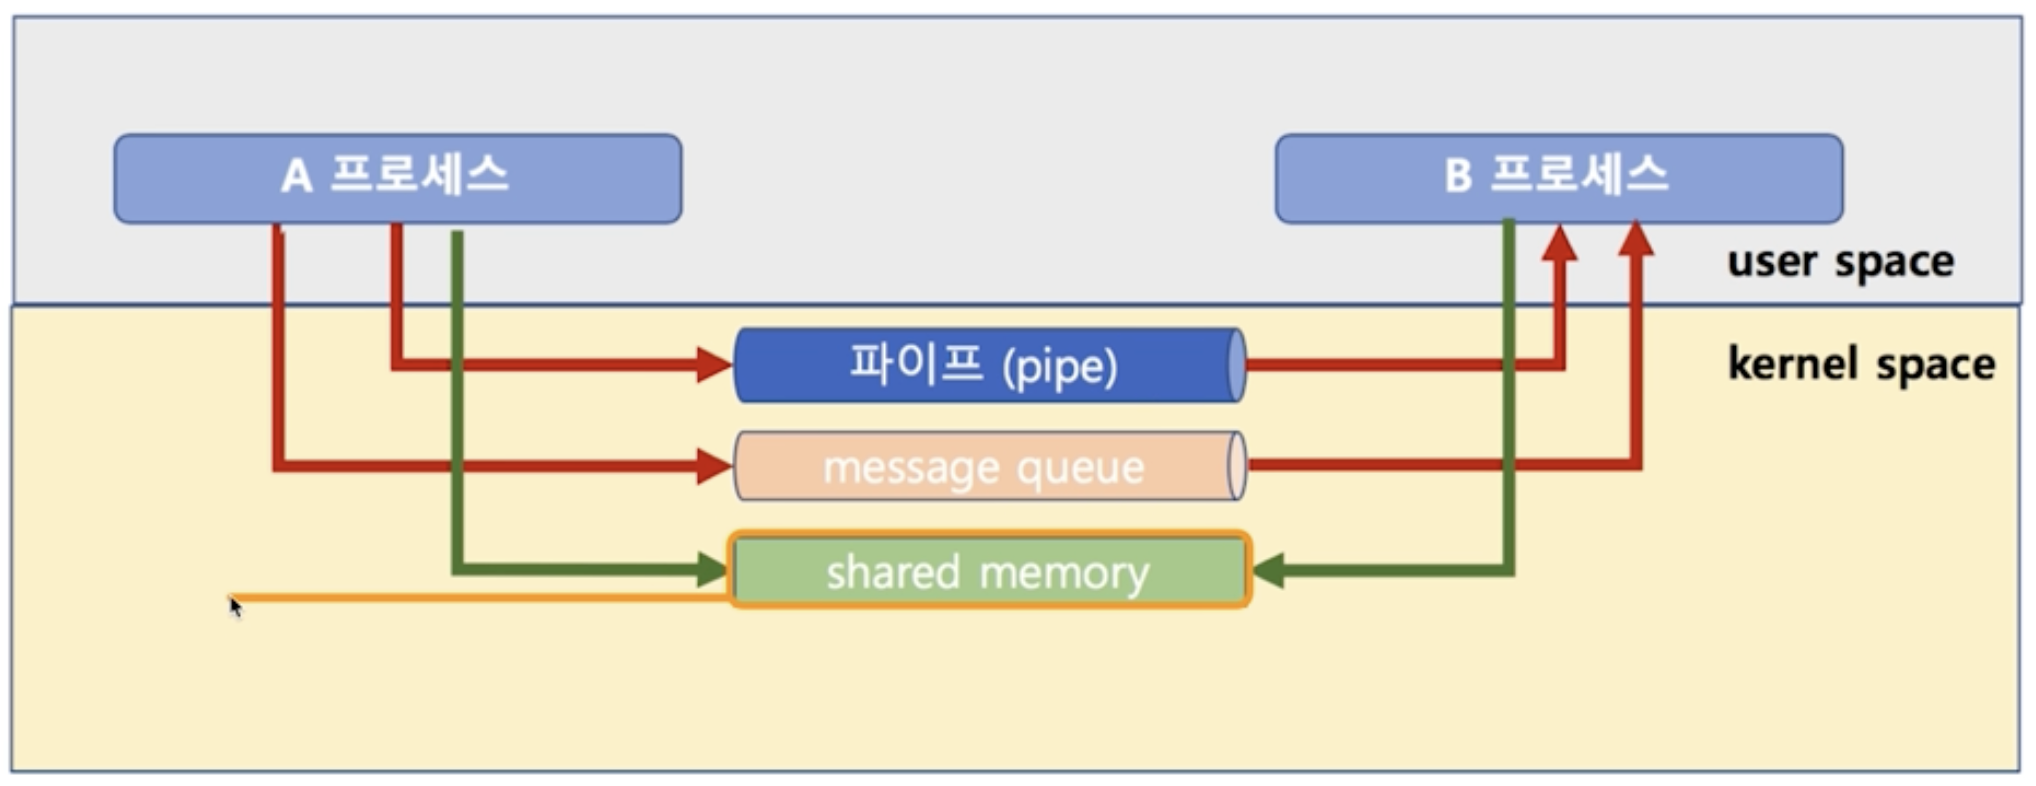 A 프로세스
B 프로세스
user space
kernel space
파이프 (pipe)
message queue
shared memory